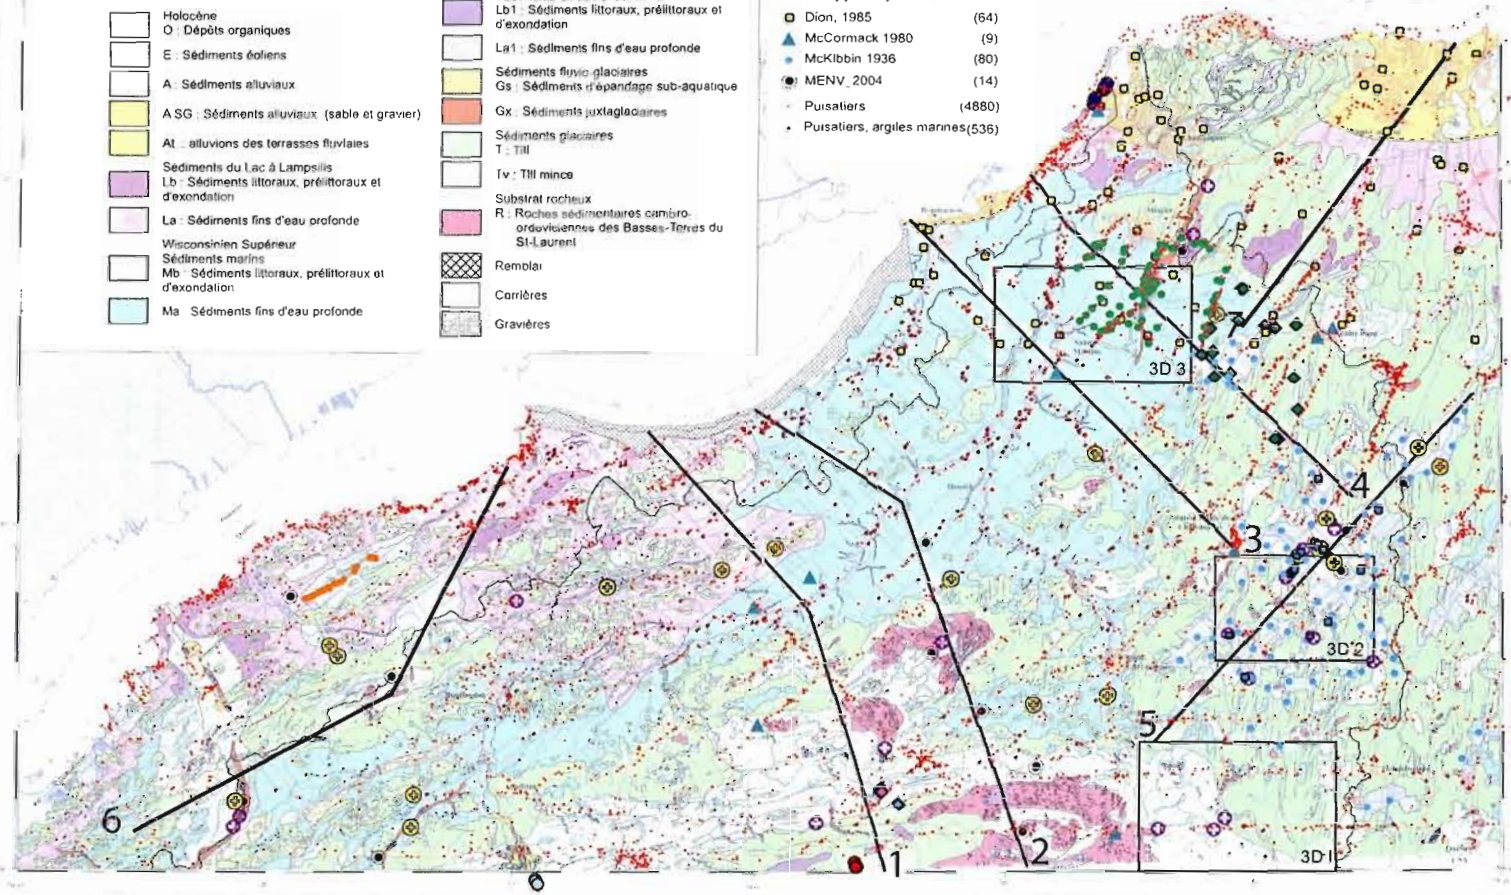 Holocène
O : Dépôts organiques
E : Sédiments éoliens
A : Sédiments alluviaux
A SG : Sédiments alluviaux (sable et gravier)
At : alluvions des terrasses fluviales
Sédiments du Lac à Lampsilis
Lb : Sédiments littoraux, prélittoraux et
d'exondation
La : Sédiments fins d'eau profonde
Wisconsinien Supérieur
Sédiments marins
Mb : Sédiments littoraux, prélittoraux et
d'exondation
Ma : Sédiments fins d'eau profonde
Lb1 : Sédiments littoraux, prélittoraux et
d'exondation
La1 : Sédiments fins d'eau profonde
Sédiments fluvio-glaciaires
Gs : Sédiments d'épandage sub-aquatique
Gx : Sédiments juxtaglaciaires
Sédiments glaciaires
T : Till
Tv : Till mince
Substrat rocheux
R : Roches sédimentaires cambro-
ordoviciennes des Basses-Terres du
St-Laurent
Remblai
Carrières
Gravières
Dion, 1985 (64)
McCormack 1980 (9)
McKibbin 1936 (80)
MENV_2004 (14)
Puisatiers (4880)
Puisatiers, argiles marines(536)
7
3D 3
4
3
3D 2
5
6
1
2
3D 1